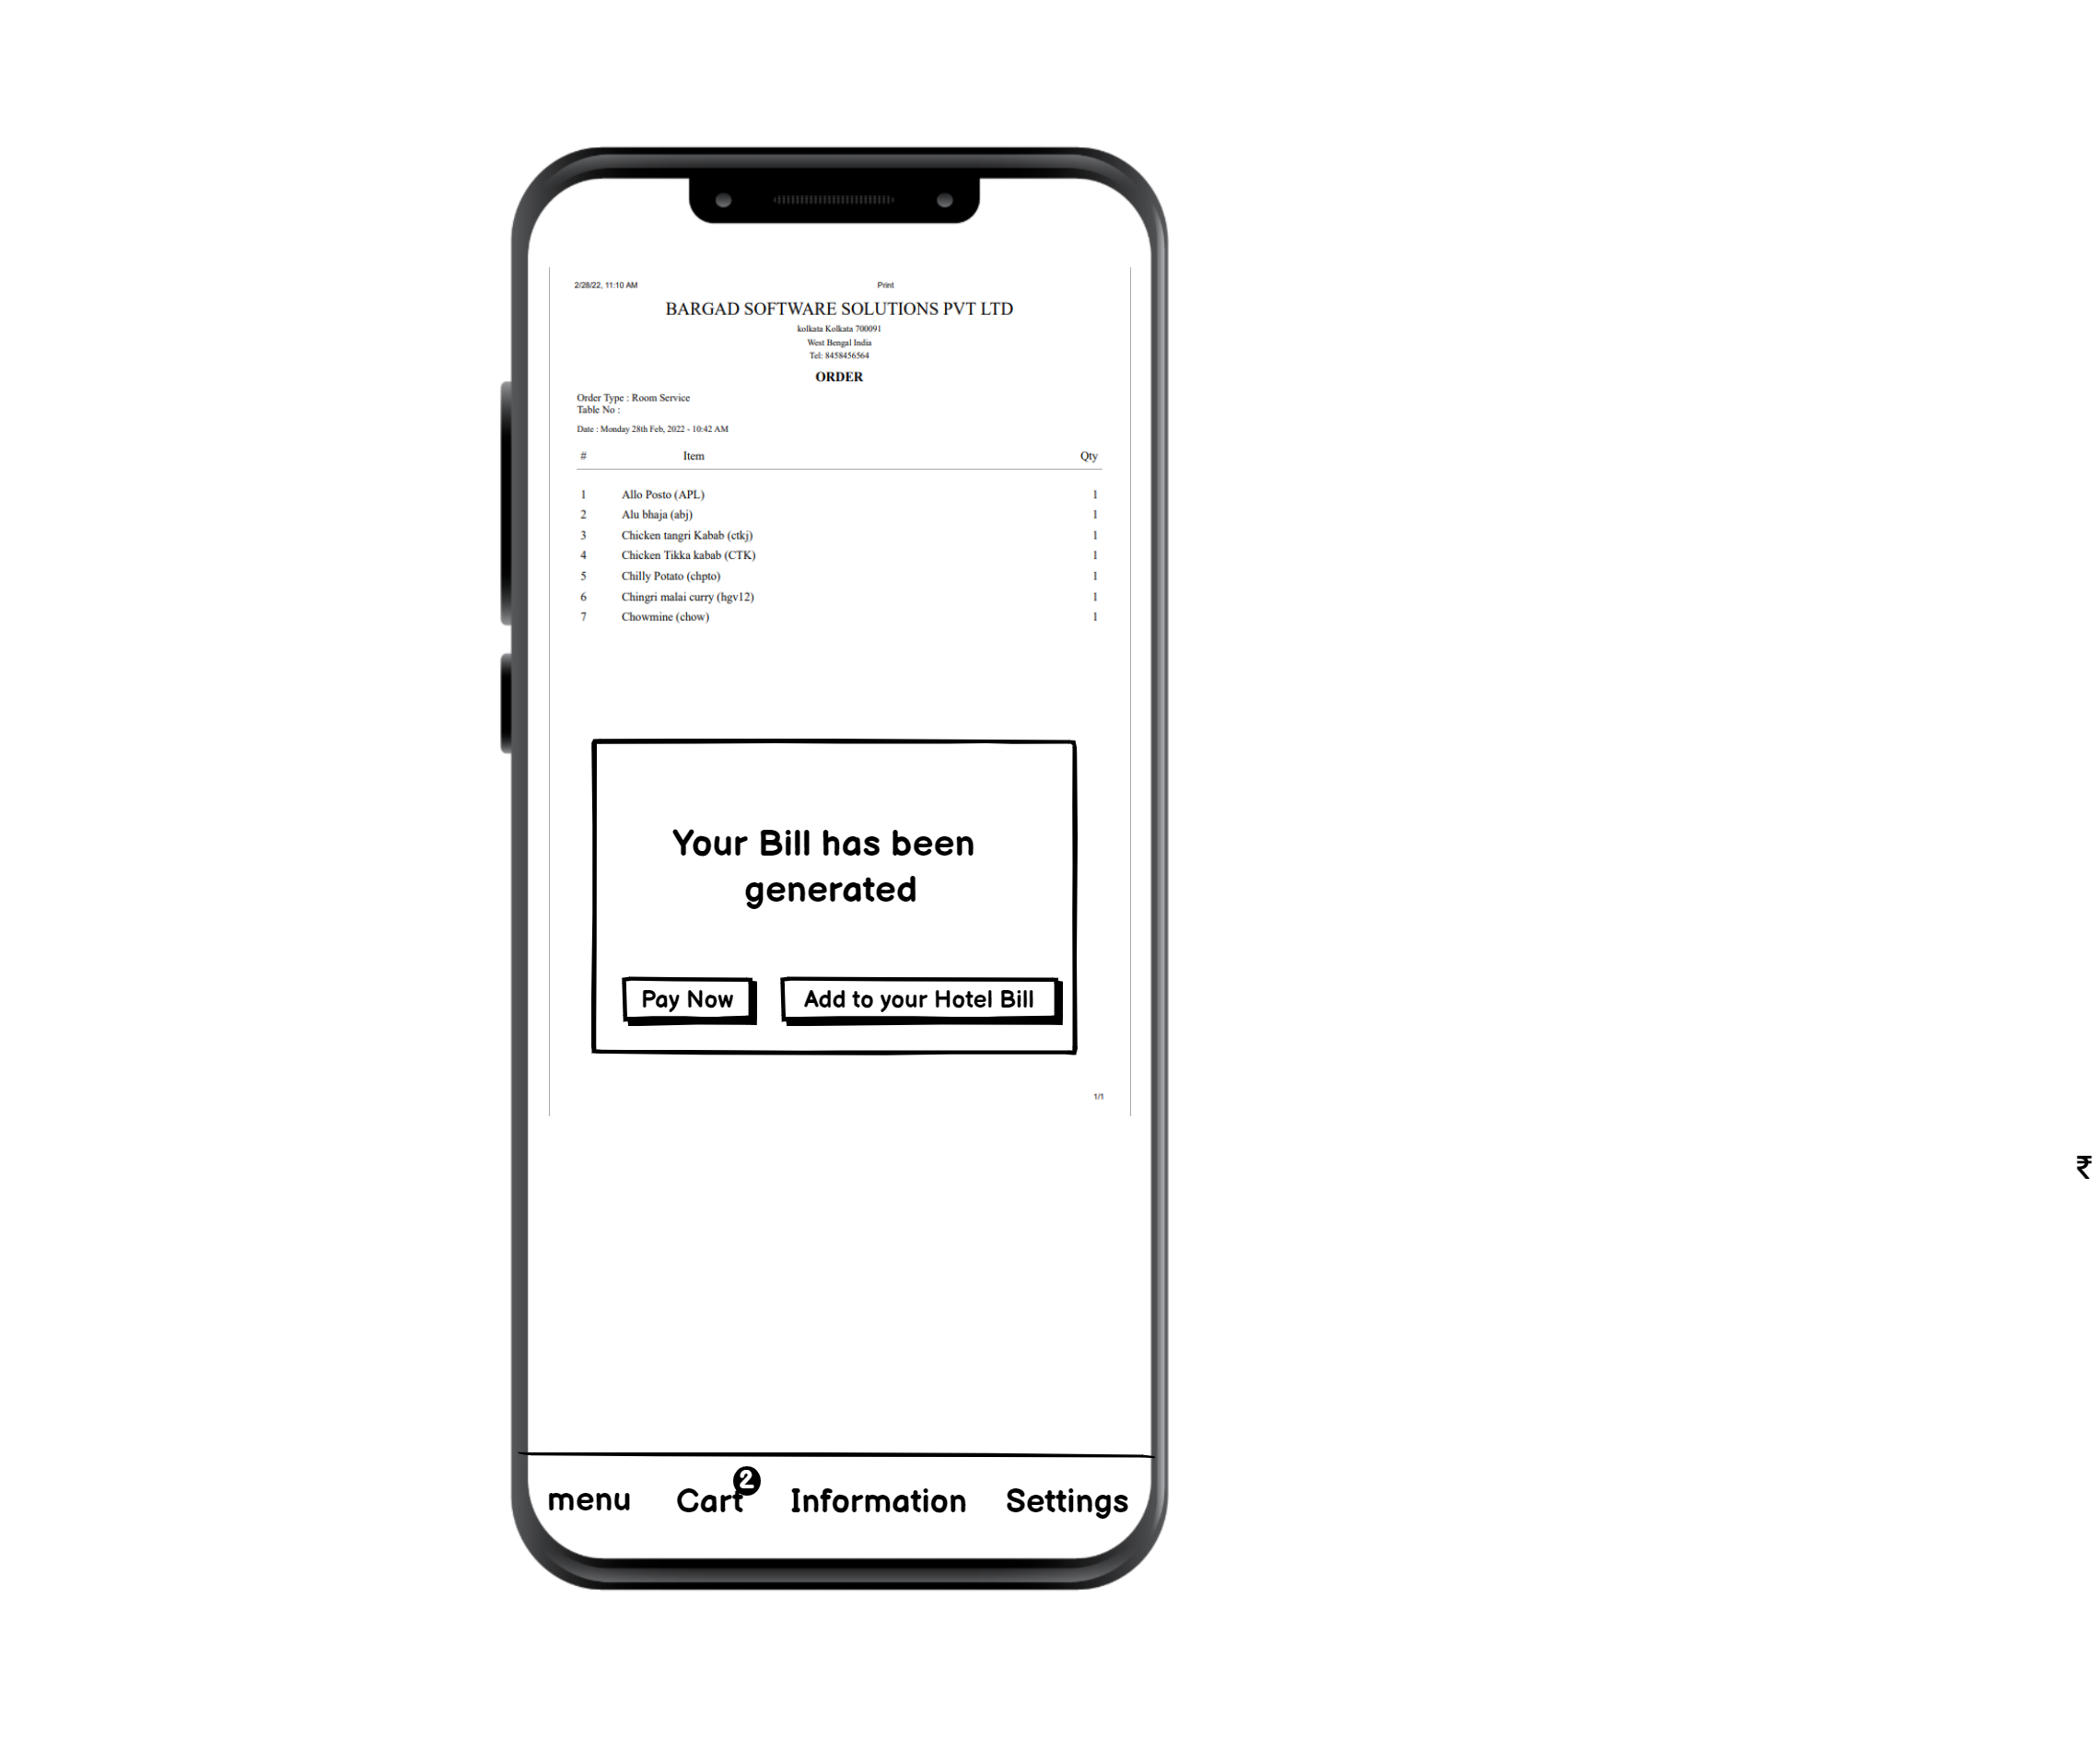 2/28/22, 11:10 AM Print
BARGAD SOFTWARE SOLUTIONS PVT LTD
kolkata Kolkata 700091
West Bengal India
Tel: 8458456564
ORDER
Order Type : Room Service
Table No :
Date : Monday 28th Feb, 2022 - 10:42 AM
# Item Qty
1 Allo Posto (APL) 1
2 Alu bhaja (abj) 1
3 Chicken tangri Kabab (ctkj) 1
4 Chicken Tikka kabab (CTK) 1
5 Chilly Potato (chpto) 1
6 Chingri malai curry (hgv12) 1
7 Chowmine (chow) 1
Your Bill has been
generated
Pay Now Add to your Hotel Bill
1/1
₹
menu Cart 2 Information Settings